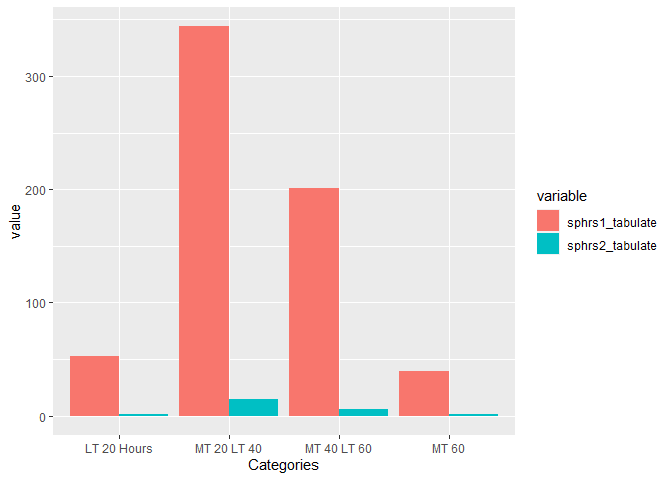 value
300
200
100
0
LT 20 Hours
MT 20 LT 40
MT 40 LT 60
MT 60
Categories
variable
sphrs1_tabulate
sphrs2_tabulate